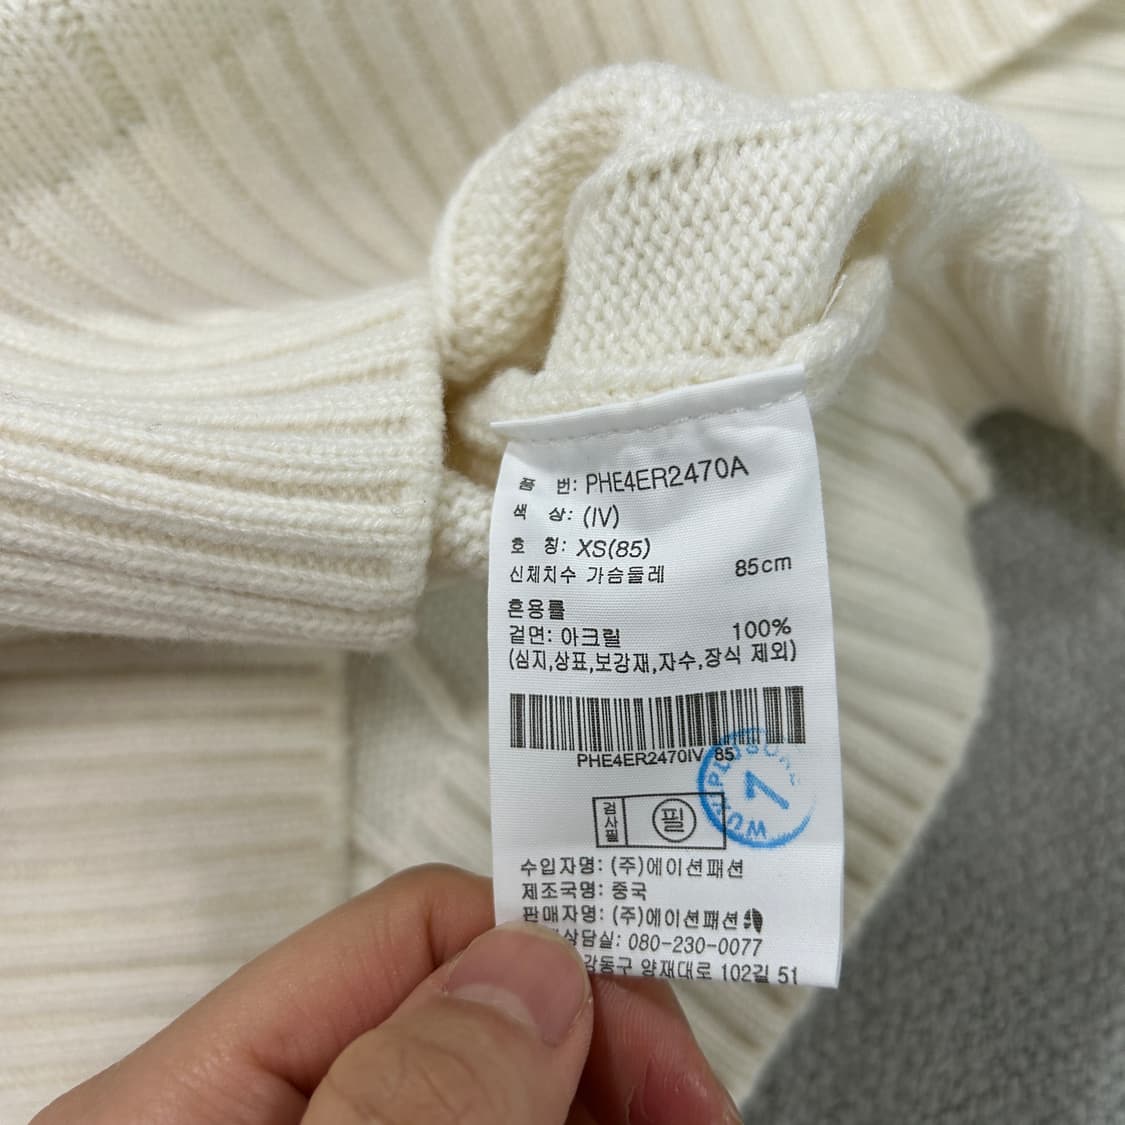 품 번: PHE4ER2470A
색 상: (IV)
호 칭: XS(85)
신체치수 가슴둘레 85cm
혼용률
겉면: 아크릴 100%
(심지,상표,보강재,자수,장식 제외)
PHE4ER2470IV 85
검사필 필
7
수입자명: (주)에이션패션
제조국명: 중국
판매자명: (주)에이션패션
상담실: 080-230-0077
강동구 양재대로 102길 51